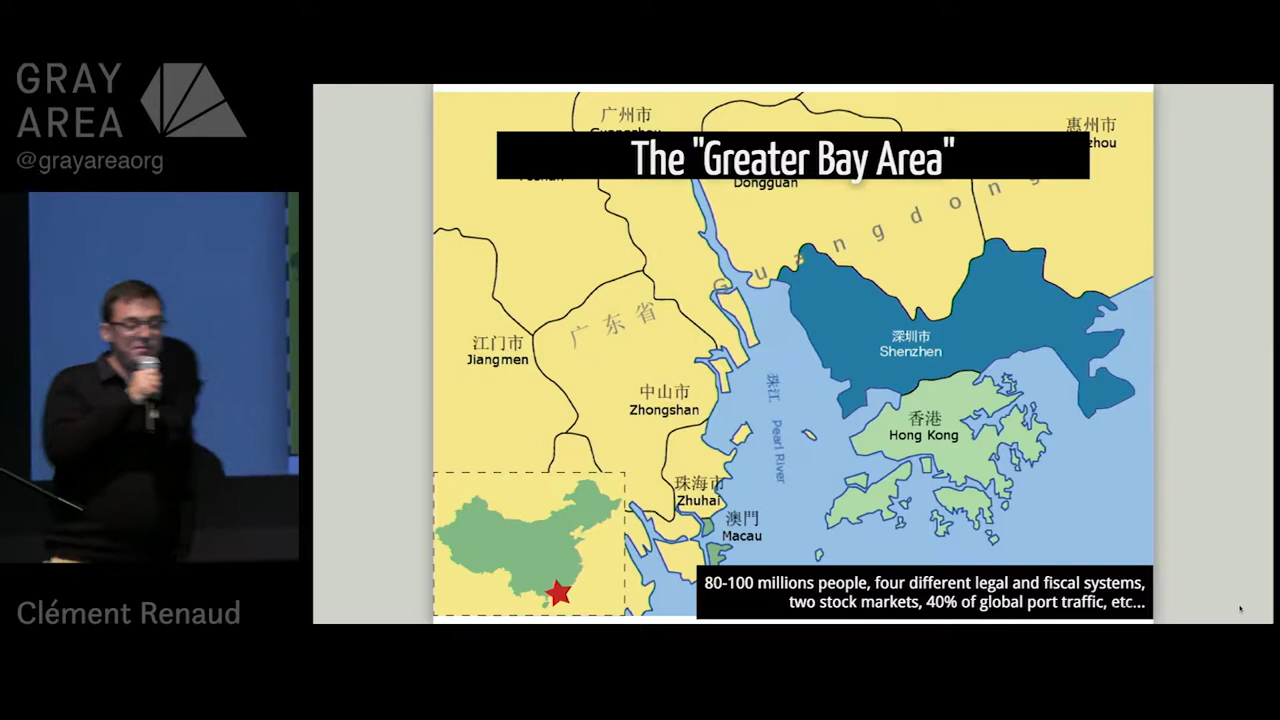 GRAY
AREA
@grayareaorg
Clément Renaud
广州市
惠州市
The "Greater Bay Area"
Dongguan
Guangdong
广东省
深圳市
Shenzhen
江门市
Jiangmen
珠江
Pearl River
中山市
Zhongshan
香港
Hong Kong
珠海市
Zhuhai
澳門
Macau
80-100 millions people, four different legal and fiscal systems,
two stock markets, 40% of global port traffic, etc...